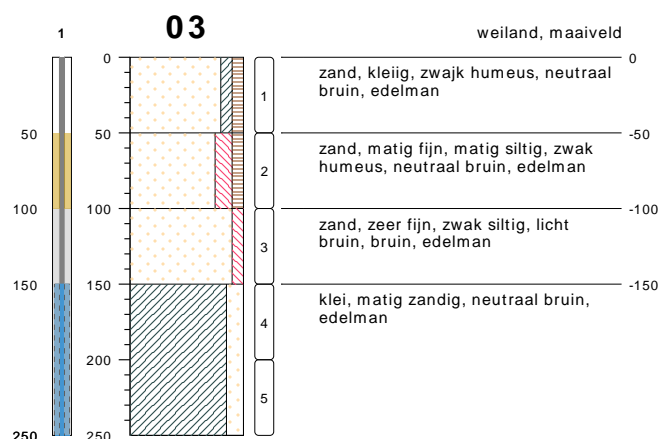 1
03
weiland, maaiveld
0
0
zand, kleiig, zwajk humeus, neutraal
bruin, edelman
1
50
50
-50
zand, matig fijn, matig siltig, zwak
humeus, neutraal bruin, edelman
2
100
100
-100
zand, zeer fijn, zwak siltig, licht
bruin, bruin, edelman
3
150
150
-150
klei, matig zandig, neutraal bruin,
edelman
4
200
5
250
250